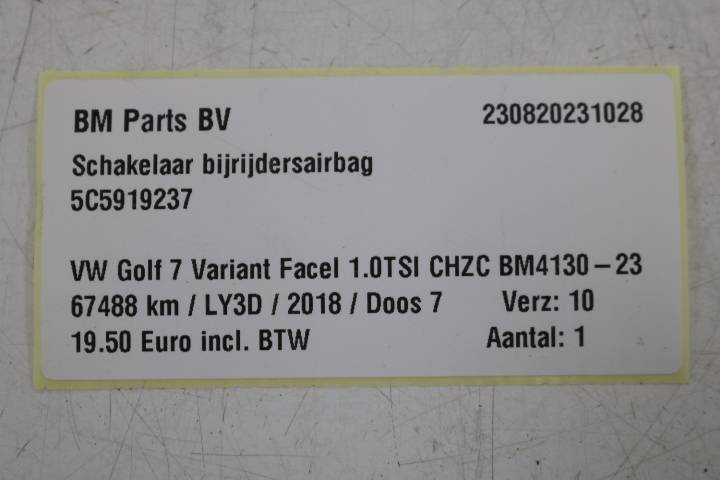 BM Parts BV 230820231028
Schakelaar bijrijdersairbag
5C5919237
VW Golf 7 Variant Facel 1.0TSI CHZC BM4130-23
67488 km / LY3D / 2018 / Doos 7 Verz: 10
19.50 Euro incl. BTW Aantal: 1